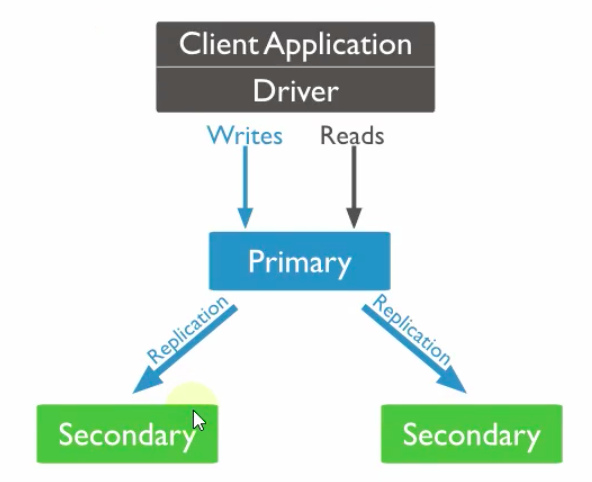 Client Application
Driver
Writes
Reads
Primary
Replication
Replication
Secondary
Secondary